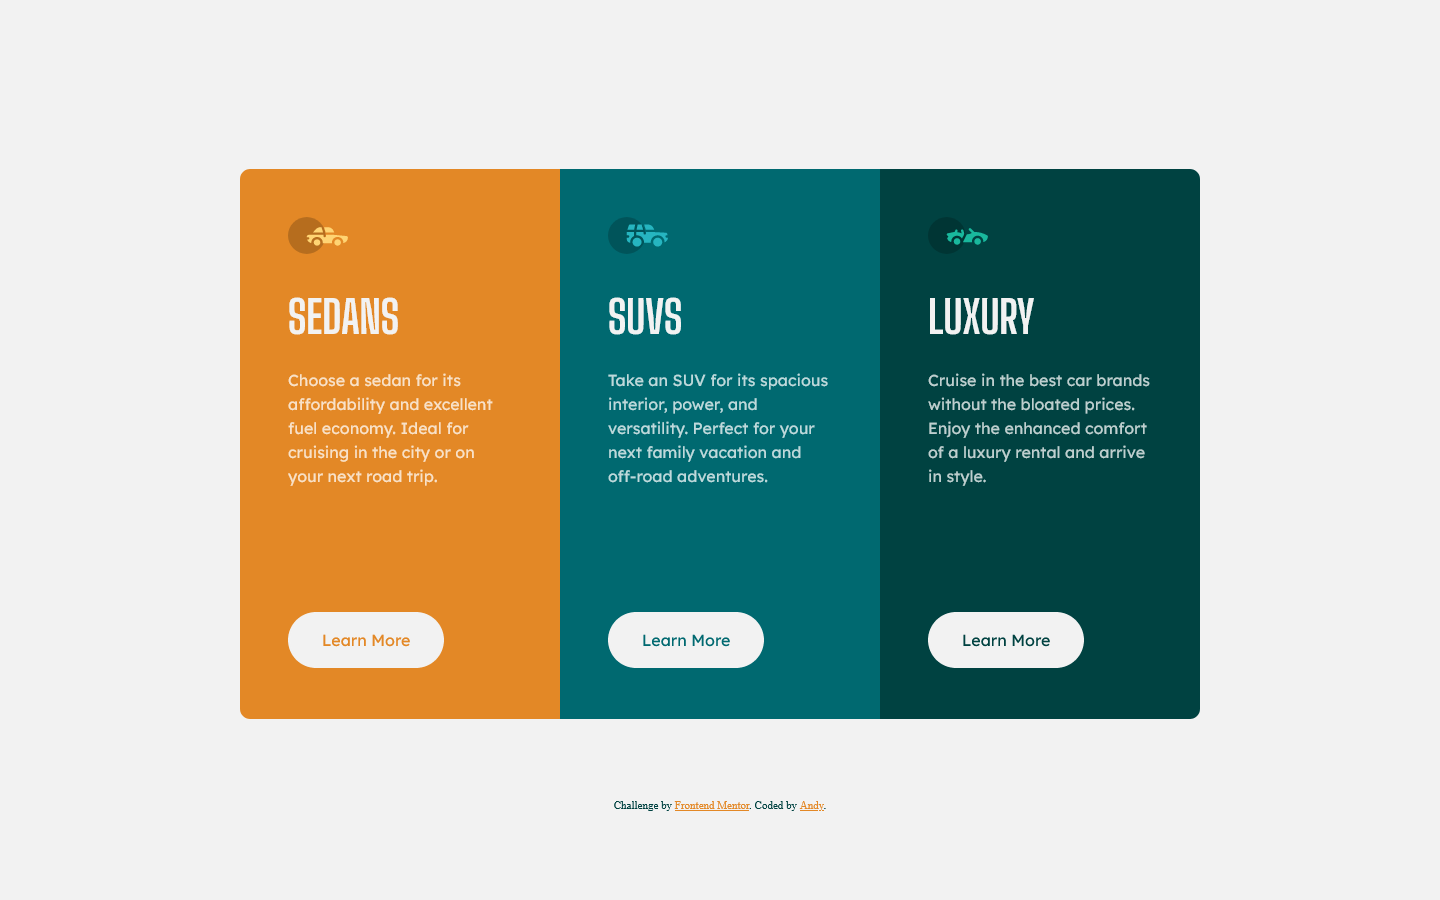 SEDANS
Choose a sedan for its
affordability and excellent
fuel economy. Ideal for
cruising in the city or on
your next road trip.
Learn More
SUVS
Take an SUV for its spacious
interior, power, and
versatility. Perfect for your
next family vacation and
off-road adventures.
Learn More
LUXURY
Cruise in the best car brands
without the bloated prices.
Enjoy the enhanced comfort
of a luxury rental and arrive
in style.
Learn More
Challenge by Frontend Mentor. Coded by Andy.